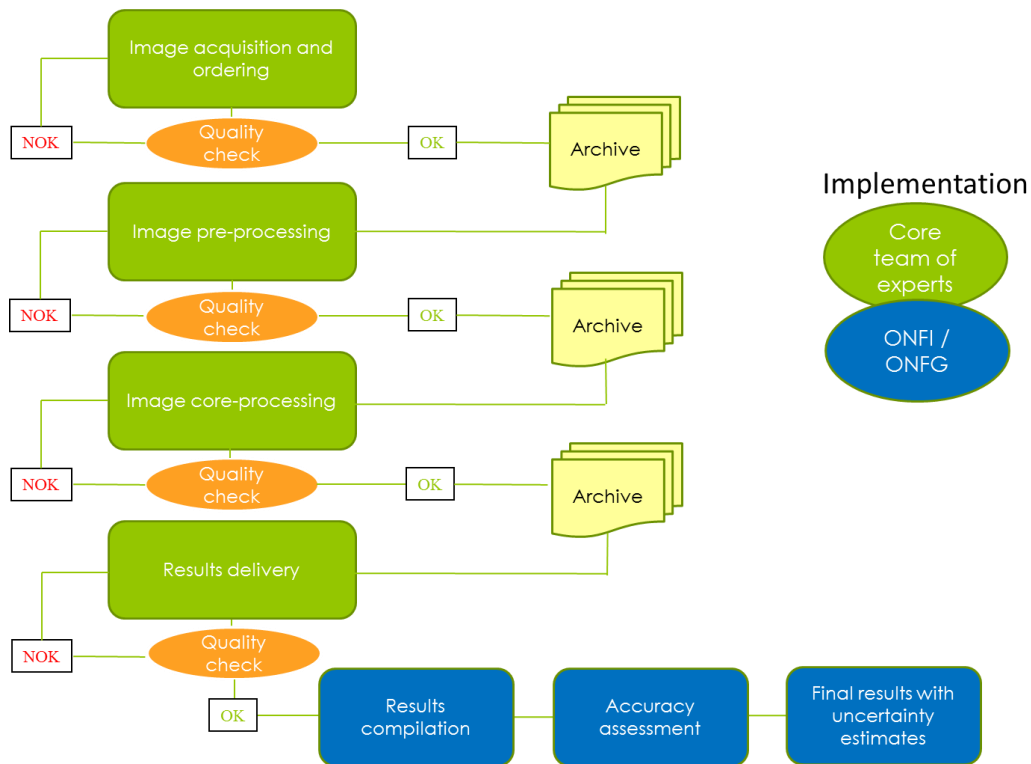 Image acquisition and
ordering
NOK
Quality
check
OK
Archive
Implementation
Image pre-processing
Core
team of
experts
NOK
Quality
check
OK
Archive
ONFI /
ONFG
Image core-processing
NOK
Quality
check
OK
Archive
Results delivery
NOK
Quality
check
OK
Results
compilation
Accuracy
assessment
Final results with
uncertainty
estimates